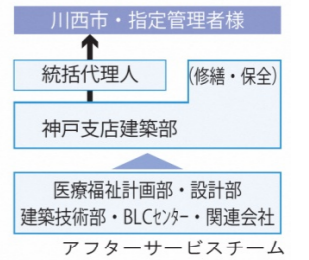 川西市・指定管理者様
統括代理人
(修繕・保全)
神戸支店建築部
医療福祉計画部・設計部
建築技術部・BLCセンター・関連会社
アフターサービスチーム